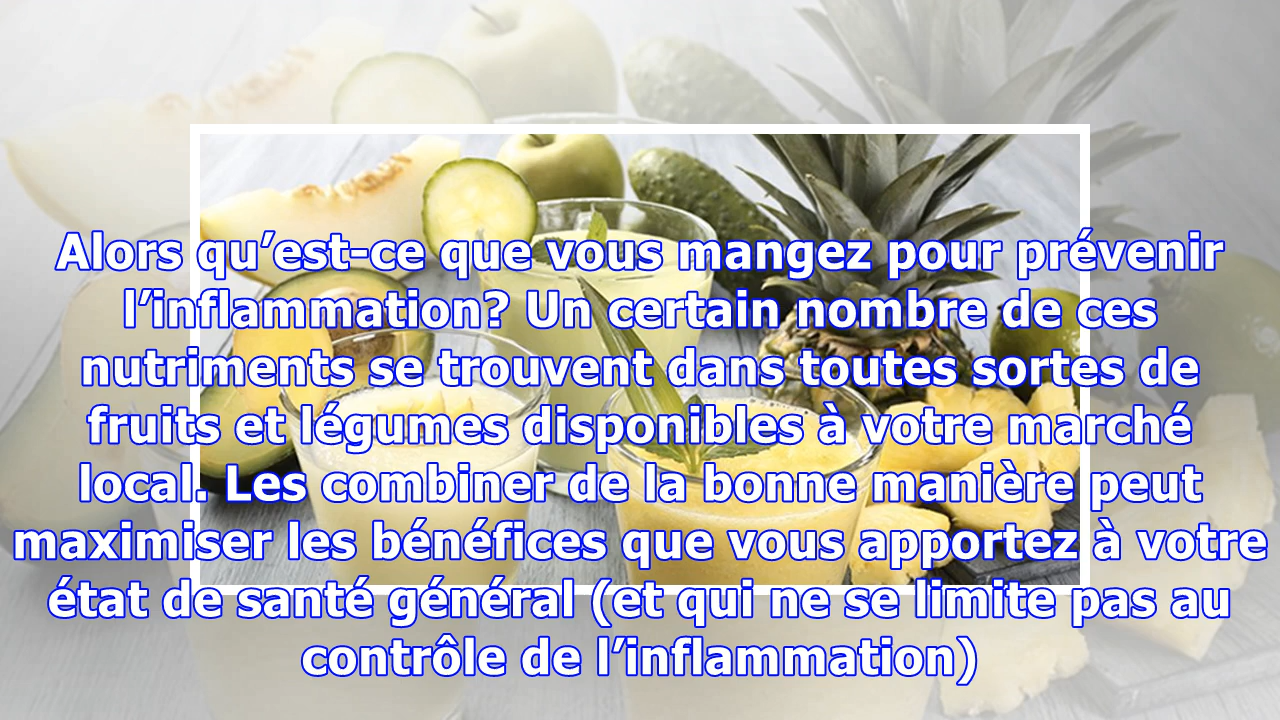 Alors qu’est-ce que vous mangez pour prévenir
l’inflammation? Un certain nombre de ces
nutriments se trouvent dans toutes sortes de
fruits et légumes disponibles à votre marché
local. Les combiner de la bonne manière peut
maximiser les bénéfices que vous apportez à votre
état de santé général (et qui ne se limite pas au
contrôle de l’inflammation)